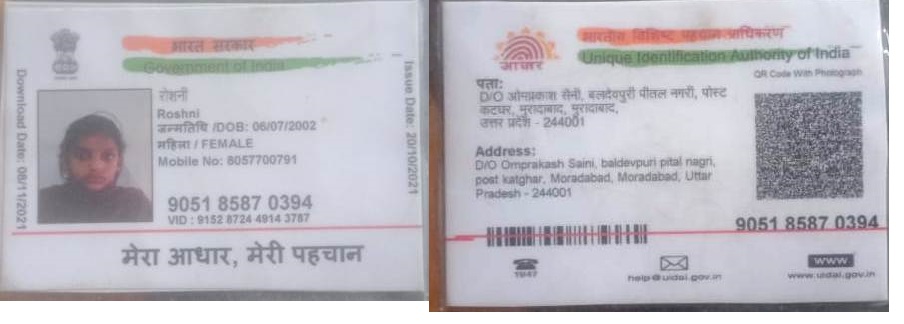 भारत सरकार
Government of India
Download Date: 08/11/2021
Issue Date: 20/10/2021
रोशनी
Roshni
जन्मतिथि /DOB: 06/07/2002
महिला / FEMALE
Mobile No: 8057700791
9051 8587 0394
VID : 9152 8724 4914 3787
मेरा आधार, मेरी पहचान
भारतीय विशिष्ट पहचान प्राधिकरण
Unique Identification Authority of India
आधार
QR Code With Photograph
पता:
D/O ओमप्रकाश सैनी, बलदेवपुरी पीतल नगरी, पोस्ट
कटघर, मुरादाबाद, मुरादाबाद,
उत्तर प्रदेश - 244001
Address:
D/O Omprakash Saini, baldevpuri pital nagri,
post katghar, Moradabad, Moradabad, Uttar
Pradesh - 244001
9051 8587 0394
1947
help@uidai.gov.in
www
www.uidai.gov.in